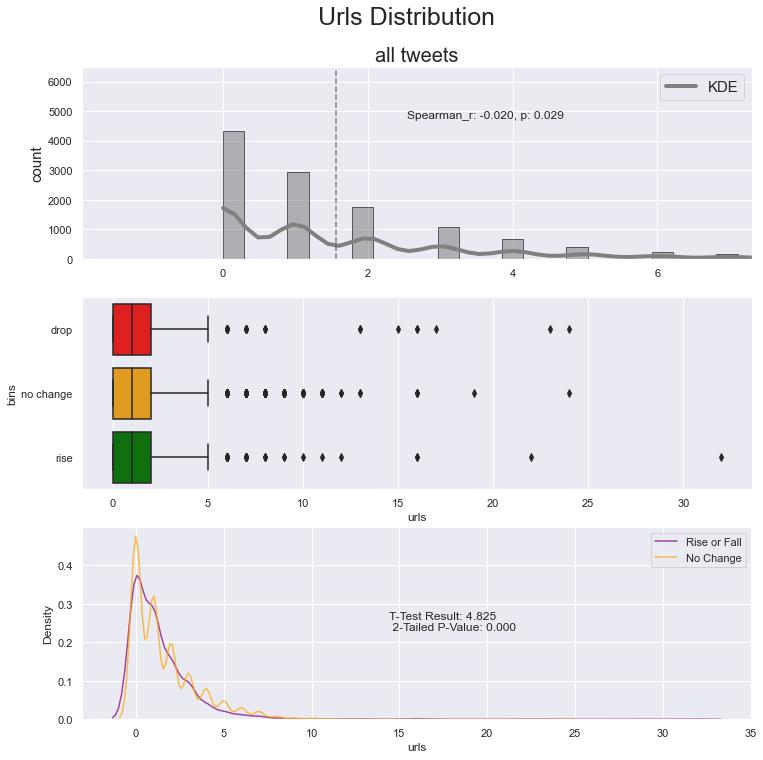 Urls Distribution
all tweets
6000
5000
4000
3000
2000
1000
0
count
KDE
Spearman_r: -0.020, p: 0.029
0 2 4 6
bins
drop
no change
rise
0 5 10 15 20 25 30
urls
Density
0.4
0.3
0.2
0.1
0.0
Rise or Fall
No Change
T-Test Result: 4.825
2-Tailed P-Value: 0.000
0 5 10 15 20 25 30 35
urls